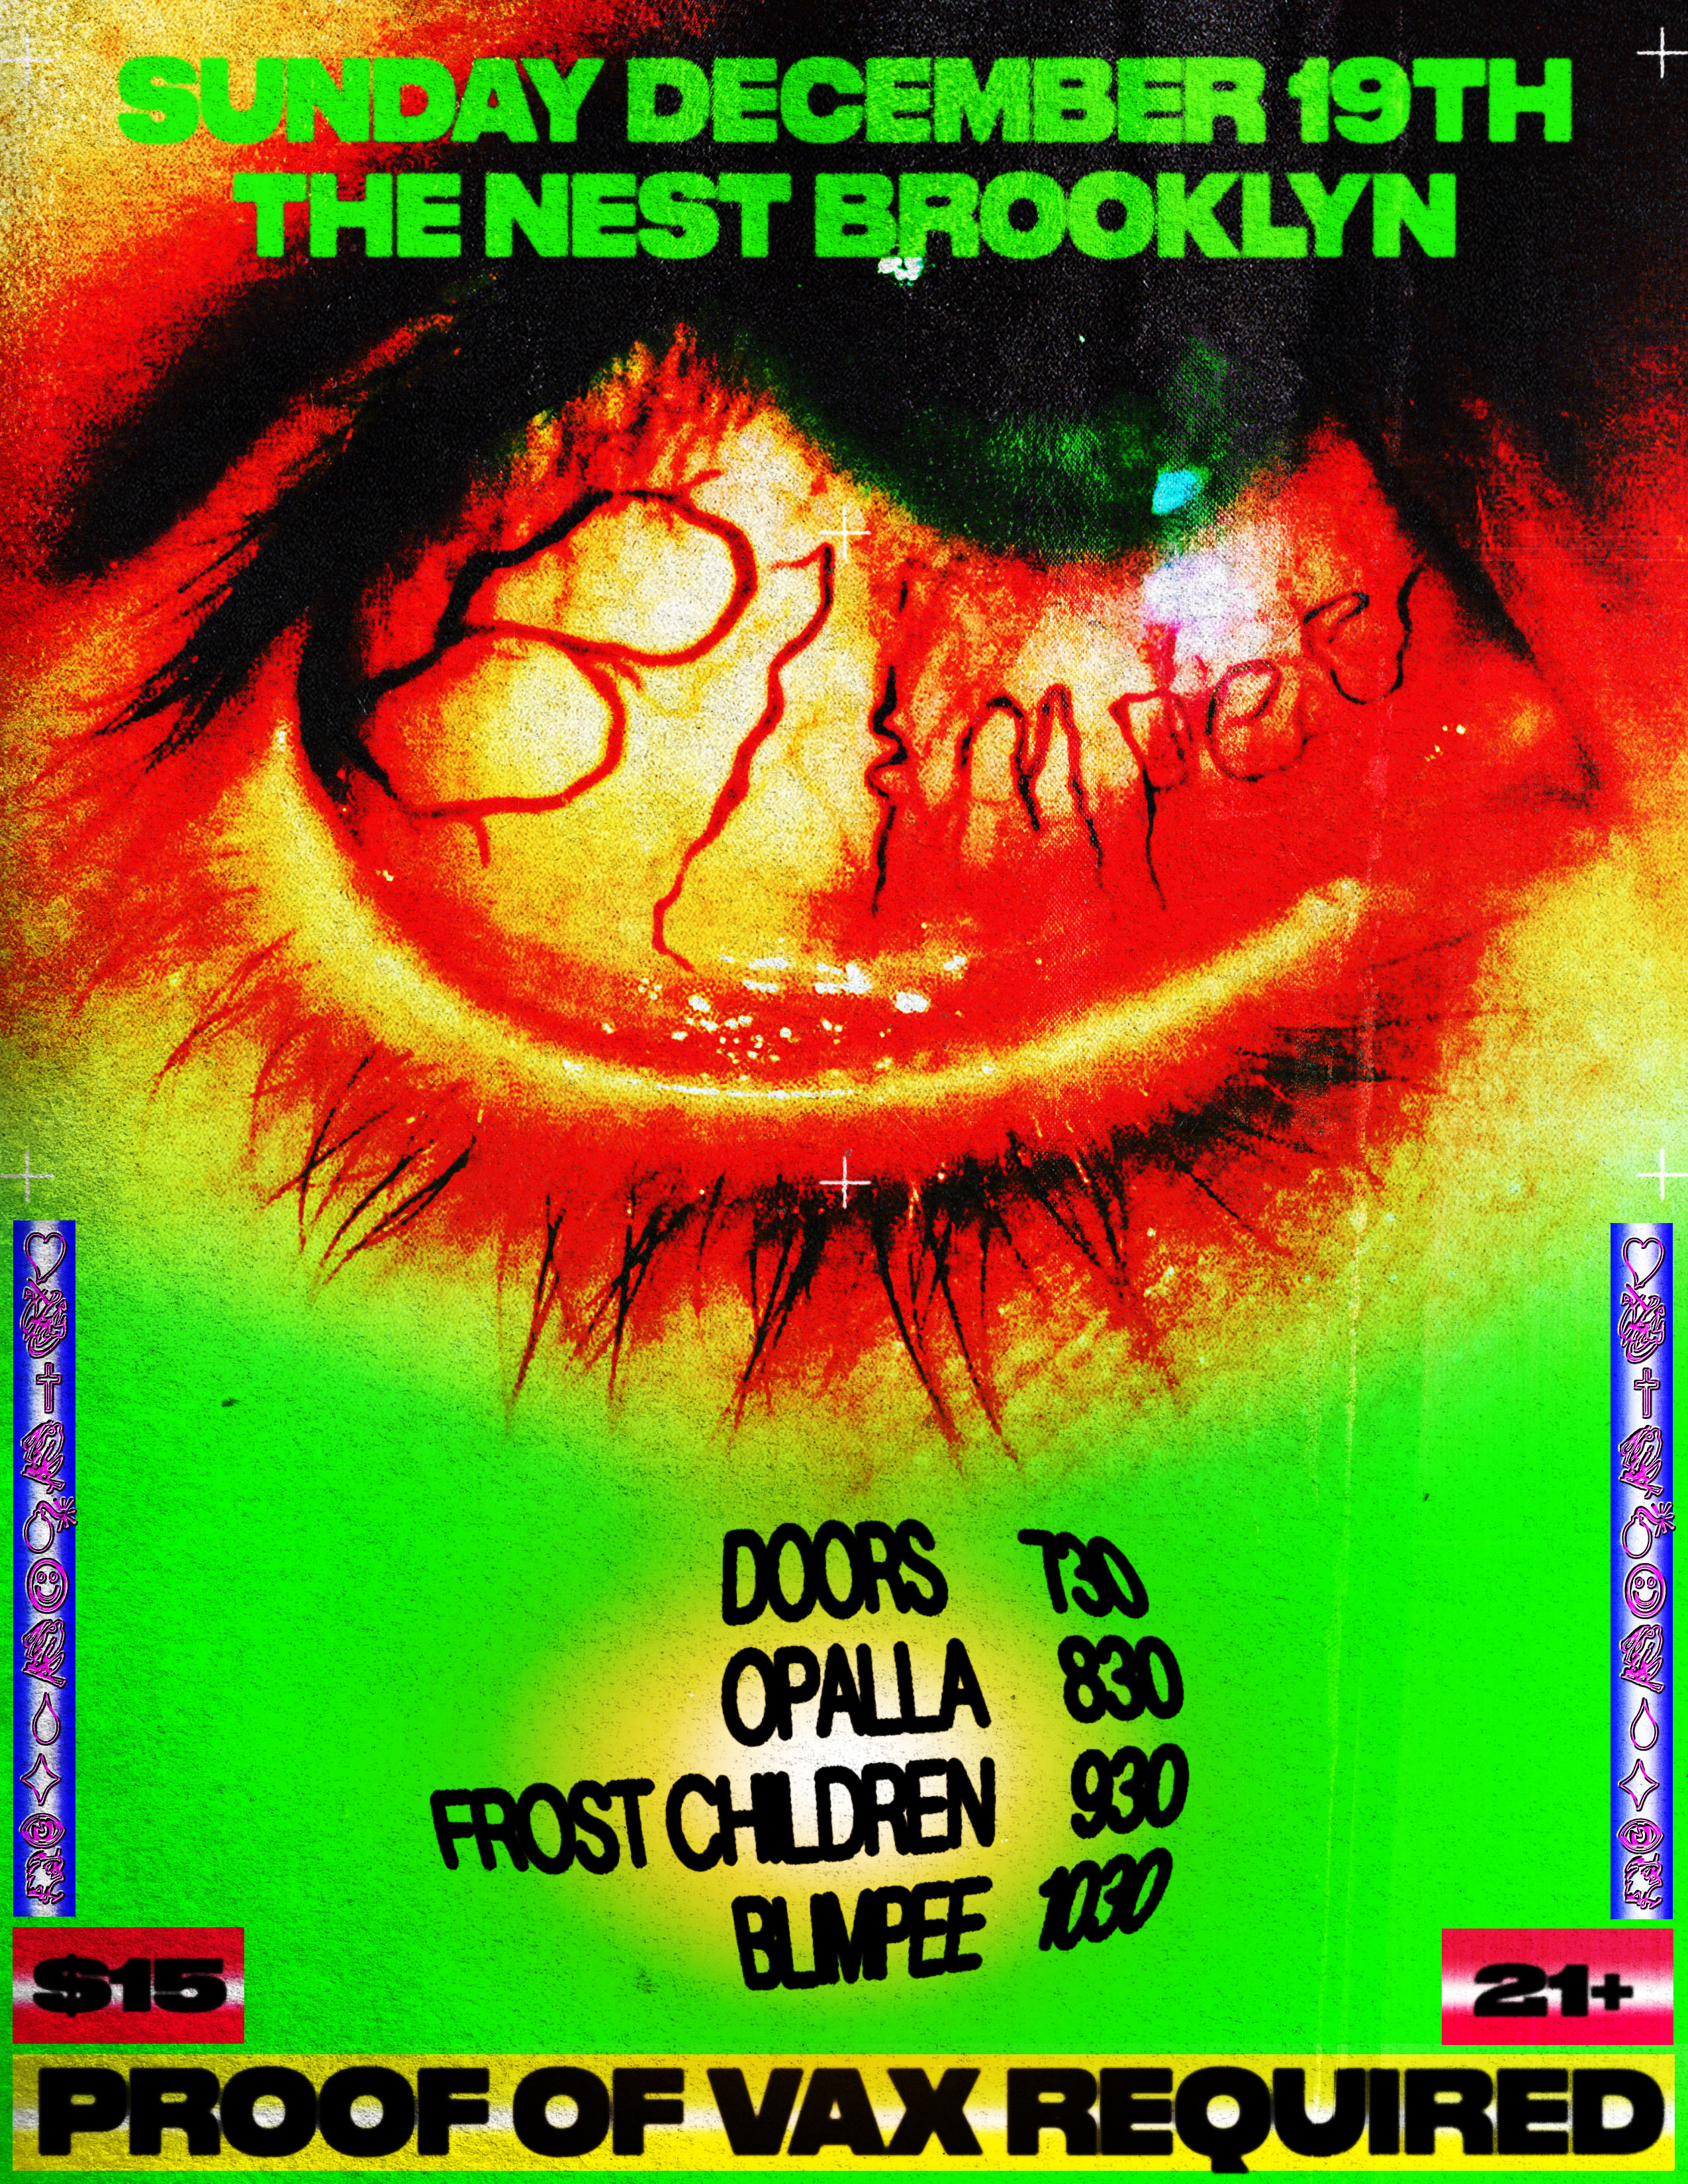 SUNDAY DECEMBER 19TH
THE NEST BROOKLYN
Blimpee
DOORS 730
OPALLA 830
FROST CHILDREN 930
BLIMPEE 1030
$15
21+
PROOF OF VAX REQUIRED